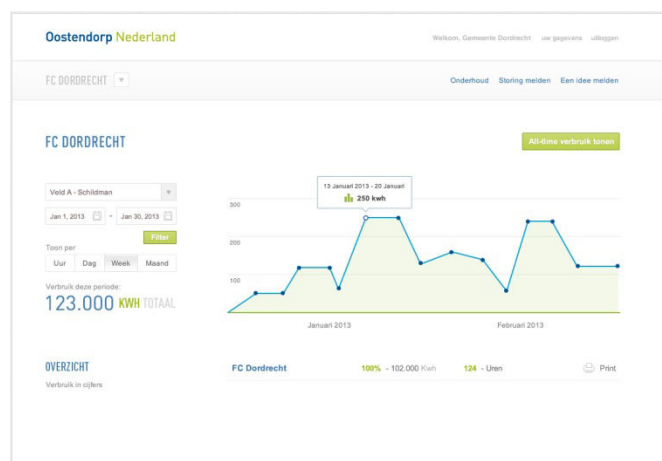 Oostendorp Nederland
Welkom, Gemeente Dordrecht uw gegevens uitloggen
FC DORDRECHT
Onderhoud Storing melden Een idee melden
FC DORDRECHT
All-time verbruik tonen
Veld A - Schildman
Jan 1, 2013 - Jan 30, 2013
Filter
Toon per
Uur Dag Week Maand
Verbruik deze periode:
123.000 KWH TOTAAL
13 Januari 2013 - 20 Januari
250 kwh
300
200
100
Januari 2013 Februari 2013
OVERZICHT
Verbruik in cijfers
FC Dordrecht 100% - 102.000 Kwh 124 - Uren Print